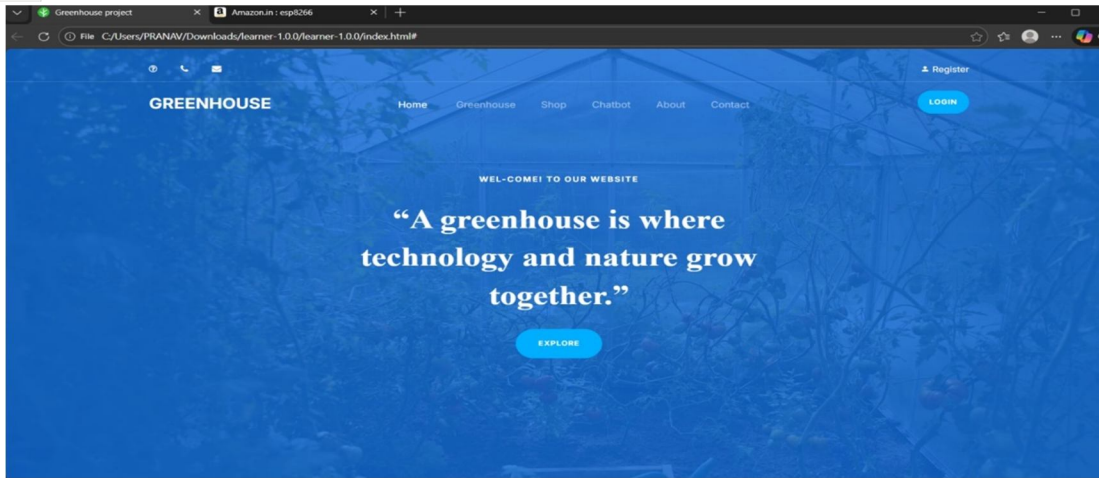 Greenhouse project
Amazon.in : esp8266
File C:/Users/PRANAV/Downloads/learner-1.0.0/learner-1.0.0/index.html#
Register
GREENHOUSE
Home Greenhouse Shop Chatbot About Contact
LOGIN
WEL-COME! TO OUR WEBSITE
“A greenhouse is where
technology and nature grow
together.”
EXPLORE